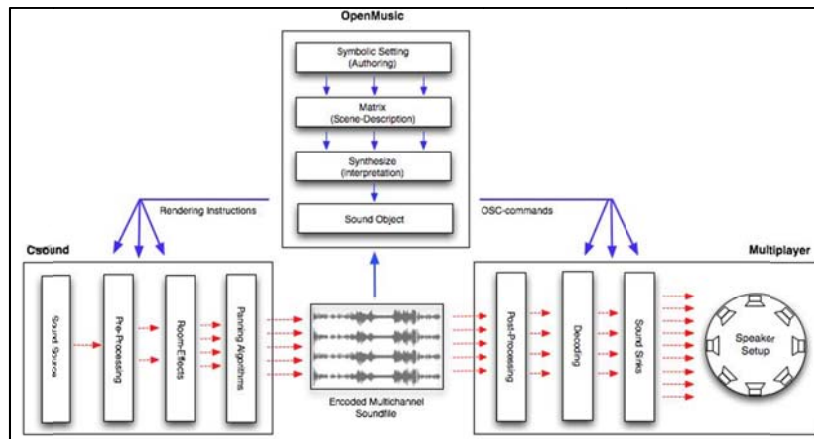 OpenMusic
Symbolic Setting
(Authoring)
Matrix
(Scene-Description)
Synthesize
(Interpretation)
Sound Object
Rendering Instructions
OSC-commands
Csound
Multiplayer
Sound Source
Pre-Processing
Room-Effects
Panning Algorithms
Encoded Multichannel
Soundfile
Post-Processing
Decoding
Sound Sinks
Speaker
Setup